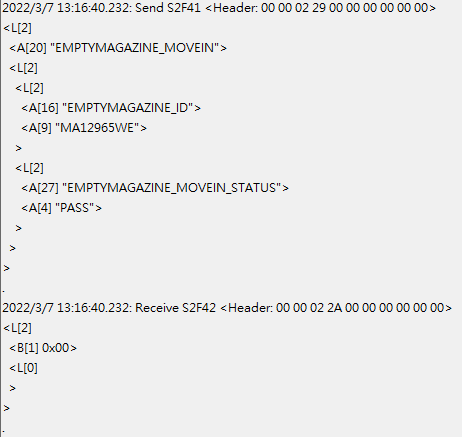 2022/3/7 13:16:40.232: Send S2F41 <Header: 00 00 02 29 00 00 00 00 00 00>
<L[2]
<A[20] "EMPTYMAGAZINE_MOVEIN">
<L[2]
<L[2]
<A[16] "EMPTYMAGAZINE_ID">
<A[9] "MA12965WE">
>
<L[2]
<A[27] "EMPTYMAGAZINE_MOVEIN_STATUS">
<A[4] "PASS">
>
>
>
.
2022/3/7 13:16:40.232: Receive S2F42 <Header: 00 00 02 2A 00 00 00 00 00 00>
<L[2]
<B[1] 0x00>
<L[0]
>
>
.